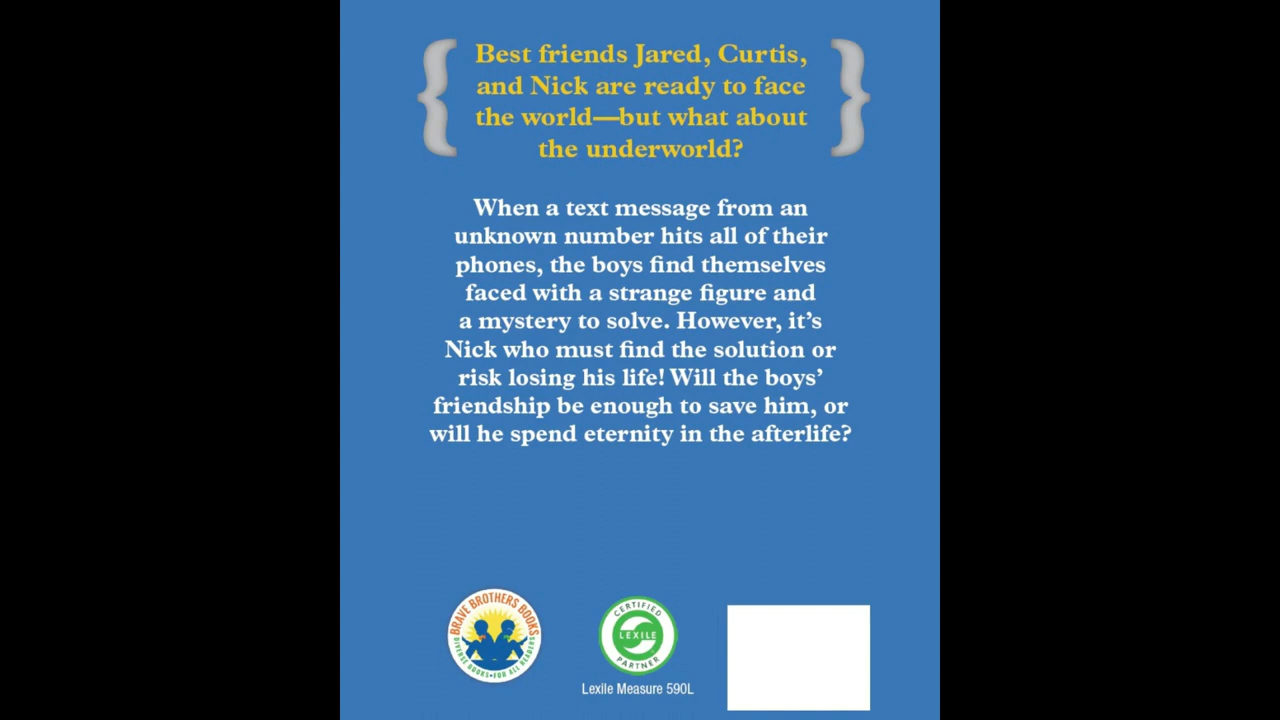 Best friends Jared, Curtis,
and Nick are ready to face
the world—but what about
the underworld?
When a text message from an
unknown number hits all of their
phones, the boys find themselves
faced with a strange figure and
a mystery to solve. However, it’s
Nick who must find the solution or
risk losing his life! Will the boys’
friendship be enough to save him, or
will he spend eternity in the afterlife?
BRAVE BROTHERS BOOKS
DIVERSE BOOKS•FOR ALL READERS
CERTIFIED
LEXILE
PARTNER
Lexile Measure 590L